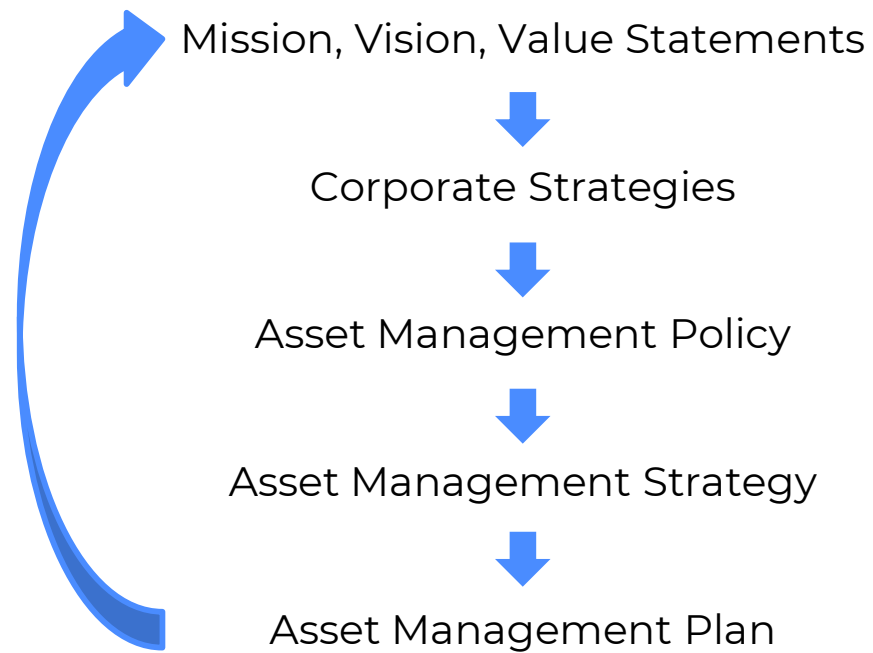 Mission, Vision, Value Statements
Corporate Strategies
Asset Management Policy
Asset Management Strategy
Asset Management Plan